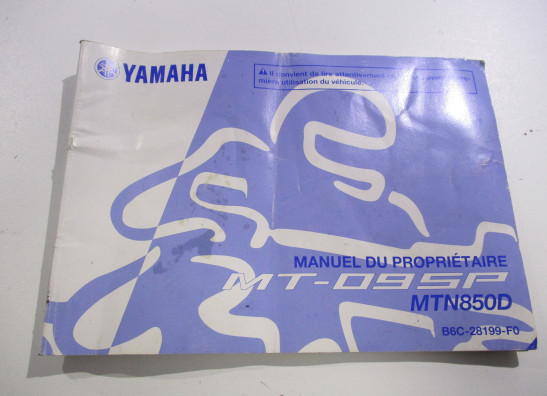 YAMAHA
Il convient de lire attentivement
mière utilisation du véhicule.
MANUEL DU PROPRIÉTAIRE
MT-09SP
MTN850D
B6C-28199-F0